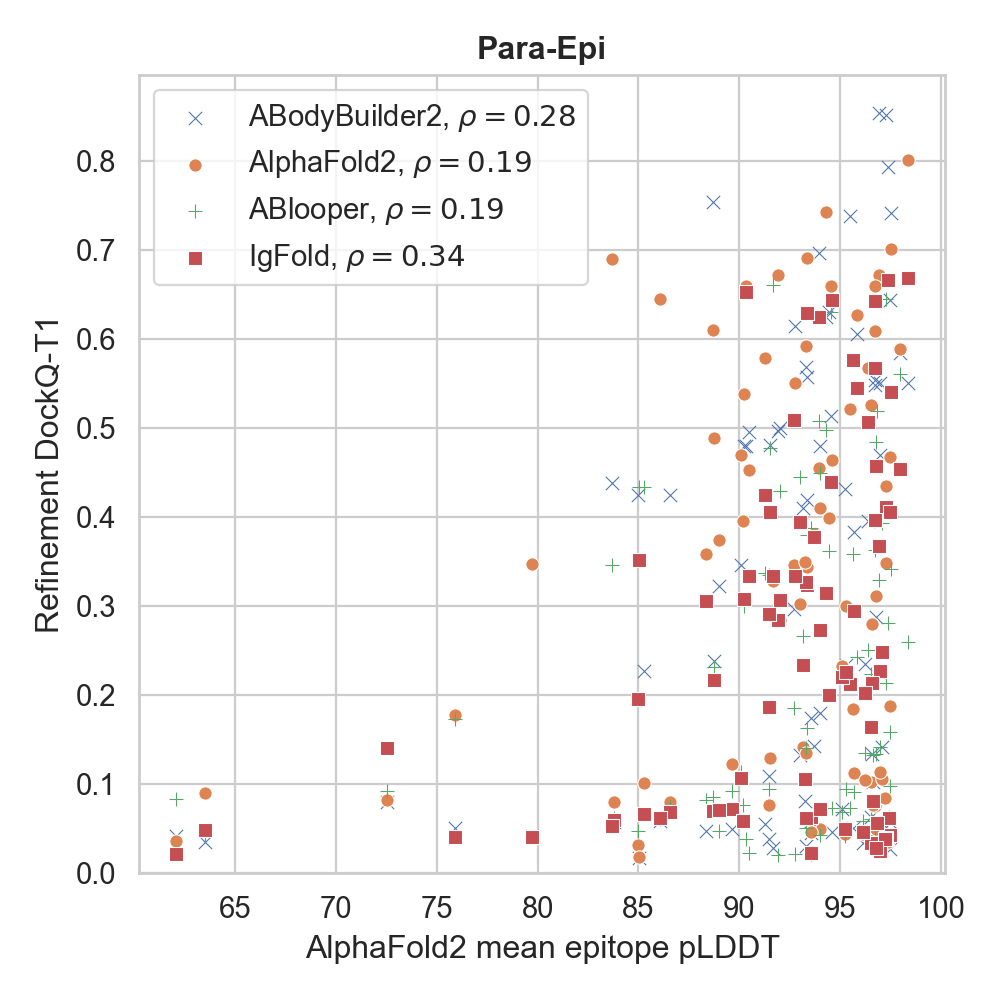 Para-Epi
ABodyBuilder2, ρ = 0.28
AlphaFold2, ρ = 0.19
ABlooper, ρ = 0.19
IgFold, ρ = 0.34
Refinement DockQ-T1
0.8
0.7
0.6
0.5
0.4
0.3
0.2
0.1
0.0
65 70 75 80 85 90 95 100
AlphaFold2 mean epitope pLDDT